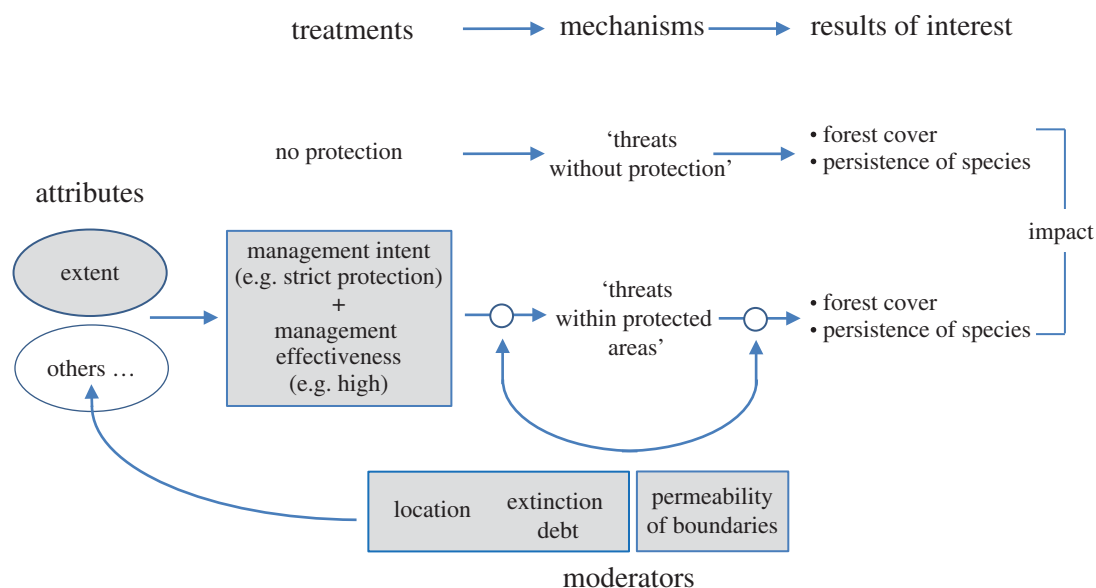 treatments mechanisms results of interest
no protection
‘threats
without protection’
• forest cover
• persistence of species
impact
attributes
extent
others ...
management intent
(e.g. strict protection)
+
management
effectiveness
(e.g. high)
‘threats
within protected
areas’
• forest cover
• persistence of species
location
extinction
debt
permeability
of boundaries
moderators